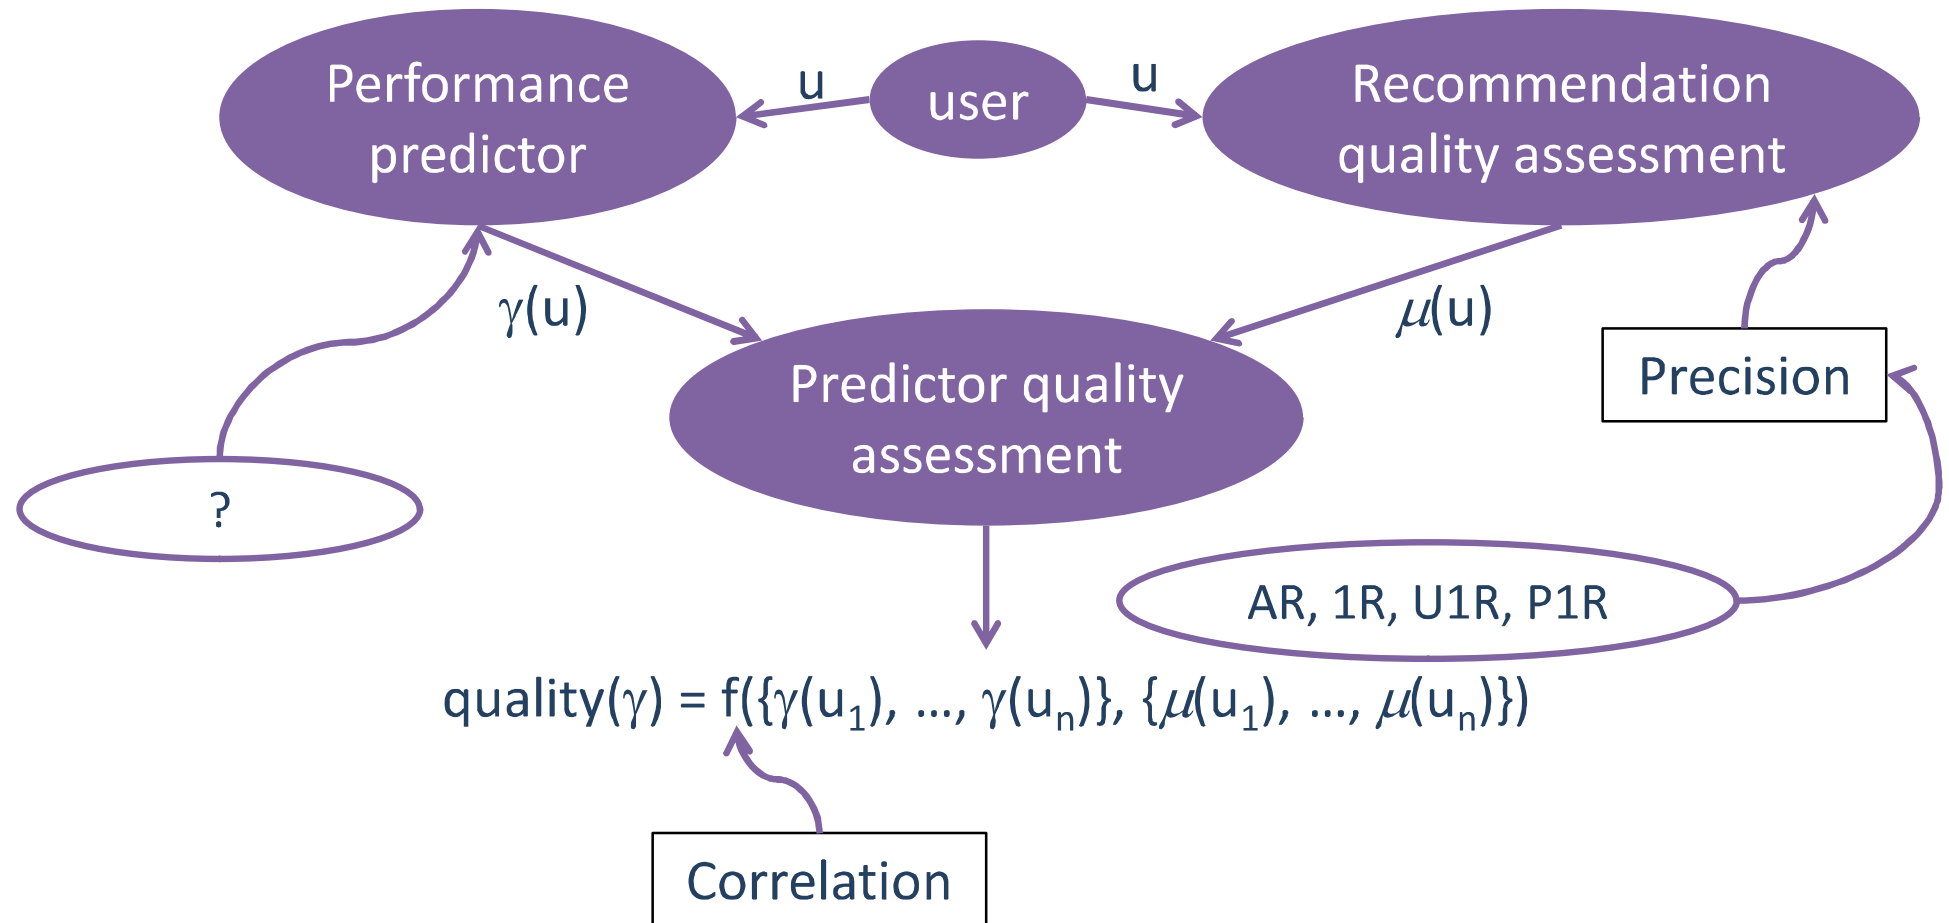 Performance
predictor
u
user
u
Recommendation
quality assessment
γ(u)
μ(u)
Precision
Predictor quality
assessment
?
AR, 1R, U1R, P1R
quality(γ) = f({γ(u₁), ..., γ(uₙ)}, {μ(u₁), ..., μ(uₙ)})
Correlation